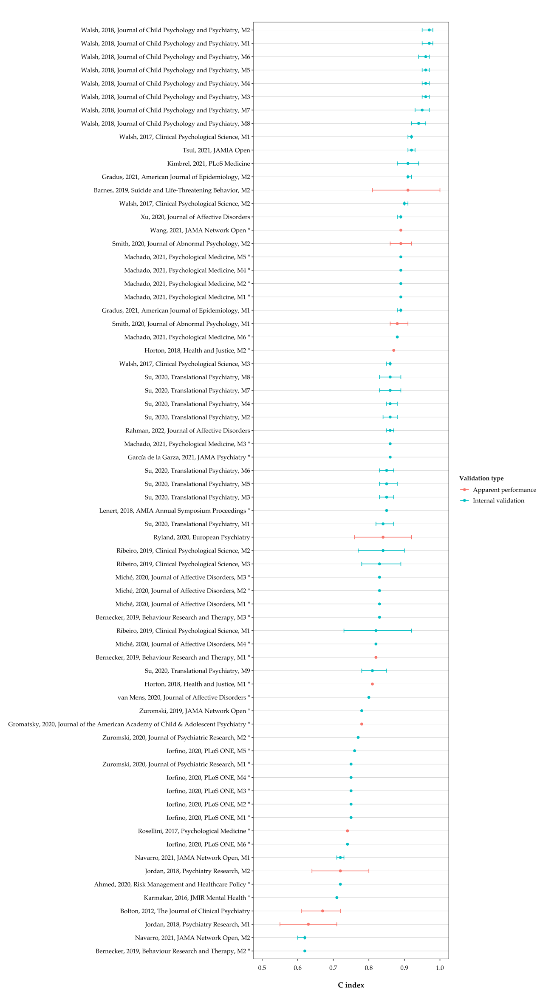 Walsh, 2018, Journal of Child Psychology and Psychiatry, M2
Walsh, 2018, Journal of Child Psychology and Psychiatry, M1
Walsh, 2018, Journal of Child Psychology and Psychiatry, M6
Walsh, 2018, Journal of Child Psychology and Psychiatry, M5
Walsh, 2018, Journal of Child Psychology and Psychiatry, M4
Walsh, 2018, Journal of Child Psychology and Psychiatry, M3
Walsh, 2018, Journal of Child Psychology and Psychiatry, M7
Walsh, 2018, Journal of Child Psychology and Psychiatry, M8
Walsh, 2017, Clinical Psychological Science, M1
Tsui, 2021, JAMIA Open
Kimbrel, 2021, PLoS Medicine
Gradus, 2021, American Journal of Epidemiology, M2
Barnes, 2019, Suicide and Life-Threatening Behavior, M2
Walsh, 2017, Clinical Psychological Science, M2
Xu, 2020, Journal of Affective Disorders
Wang, 2021, JAMA Network Open *
Smith, 2020, Journal of Abnormal Psychology, M2
Machado, 2021, Psychological Medicine, M5 *
Machado, 2021, Psychological Medicine, M4 *
Machado, 2021, Psychological Medicine, M2 *
Machado, 2021, Psychological Medicine, M1 *
Gradus, 2021, American Journal of Epidemiology, M1
Smith, 2020, Journal of Abnormal Psychology, M1
Machado, 2021, Psychological Medicine, M6 *
Horton, 2018, Health and Justice, M2 *
Walsh, 2017, Clinical Psychological Science, M3
Su, 2020, Translational Psychiatry, M8
Su, 2020, Translational Psychiatry, M7
Su, 2020, Translational Psychiatry, M4
Su, 2020, Translational Psychiatry, M2
Rahman, 2022, Journal of Affective Disorders
Machado, 2021, Psychological Medicine, M3 *
García de la Garza, 2021, JAMA Psychiatry *
Su, 2020, Translational Psychiatry, M6
Su, 2020, Translational Psychiatry, M5
Su, 2020, Translational Psychiatry, M3
Lenert, 2018, AMIA Annual Symposium Proceedings *
Su, 2020, Translational Psychiatry, M1
Ryland, 2020, European Psychiatry
Ribeiro, 2019, Clinical Psychological Science, M2
Ribeiro, 2019, Clinical Psychological Science, M3
Miché, 2020, Journal of Affective Disorders, M3 *
Miché, 2020, Journal of Affective Disorders, M2 *
Miché, 2020, Journal of Affective Disorders, M1 *
Bernecker, 2019, Behaviour Research and Therapy, M3 *
Ribeiro, 2019, Clinical Psychological Science, M1
Miché, 2020, Journal of Affective Disorders, M4 *
Bernecker, 2019, Behaviour Research and Therapy, M1 *
Su, 2020, Translational Psychiatry, M9
Horton, 2018, Health and Justice, M1 *
van Mens, 2020, Journal of Affective Disorders *
Zuromski, 2019, JAMA Network Open *
Gromatsky, 2020, Journal of the American Academy of Child & Adolescent Psychiatry *
Zuromski, 2020, Journal of Psychiatric Research, M2 *
Iorfino, 2020, PLoS ONE, M5 *
Zuromski, 2020, Journal of Psychiatric Research, M1 *
Iorfino, 2020, PLoS ONE, M4 *
Iorfino, 2020, PLoS ONE, M3 *
Iorfino, 2020, PLoS ONE, M2 *
Iorfino, 2020, PLoS ONE, M1 *
Rosellini, 2017, Psychological Medicine *
Iorfino, 2020, PLoS ONE, M6 *
Navarro, 2021, JAMA Network Open, M1
Jordan, 2018, Psychiatry Research, M2
Ahmed, 2020, Risk Management and Healthcare Policy *
Karmakar, 2016, JMIR Mental Health *
Bolton, 2012, The Journal of Clinical Psychiatry
Jordan, 2018, Psychiatry Research, M1
Navarro, 2021, JAMA Network Open, M2
Bernecker, 2019, Behaviour Research and Therapy, M2 *
0.5 0.6 0.7 0.8 0.9 1.0
C index
Validation type
Apparent performance
Internal validation